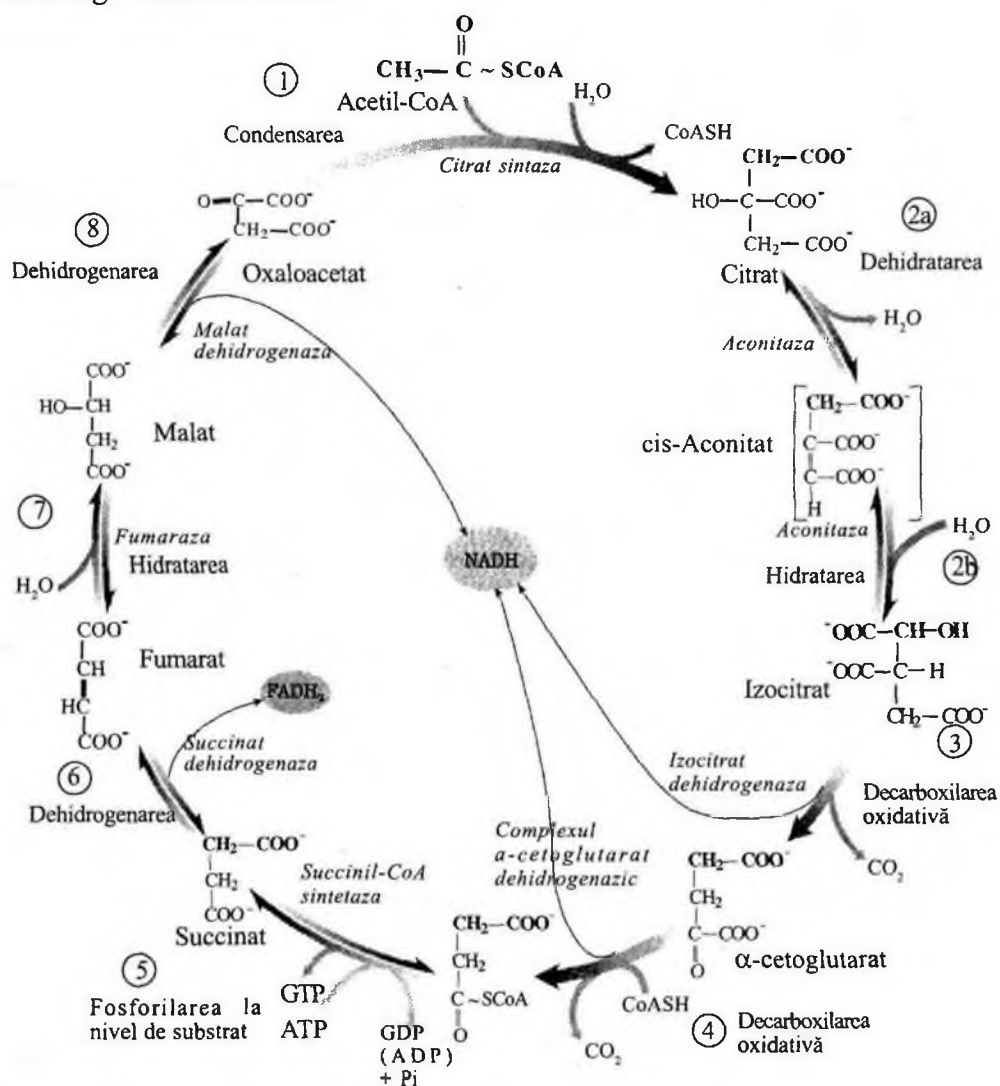 O
||
CH₃—C ~ SCoA
Acetil-CoA
H₂O
1
Condensarea
CoASH
Citrat sintaza
CH₂—COO⁻
HO—C—COO⁻
CH₂—COO⁻
Citrat
2a
Dehidratarea
H₂O
Aconitaza
CH₂—COO⁻
C—COO⁻
C—COO⁻
H
cis-Aconitat
Aconitaza
H₂O
Hidratarea
2b
⁻OOC—CH—OH
⁻OOC—C—H
CH₂—COO⁻
Izocitrat
3
Izocitrat
dehidrogenaza
Decarboxilarea
oxidativă
CO₂
CH₂—COO⁻
CH₂
C—COO⁻
O
α-cetoglutarat
Complexul
a-cetoglutarat
dehidrogenazic
CoASH
CO₂
4
Decarboxilarea
oxidativă
CH₂—COO⁻
CH₂
C~SCoA
O
Succinil-CoA
sintetaza
GTP
ATP
GDP
(ADP)
+ Pi
5
Fosforilarea la
nivel de substrat
CH₂—COO⁻
CH₂
COO⁻
Succinat
6
Dehidrogenarea
Succinat
dehidrogenaza
FADH₂
COO⁻
CH
HC
COO⁻
Fumarat
7
Fumaraza
Hidratarea
H₂O
COO⁻
HO—CH
CH₂
COO⁻
Malat
8
Dehidrogenarea
Malat
dehidrogenaza
NADH
O=C—COO⁻
CH₂—COO⁻
Oxaloacetat